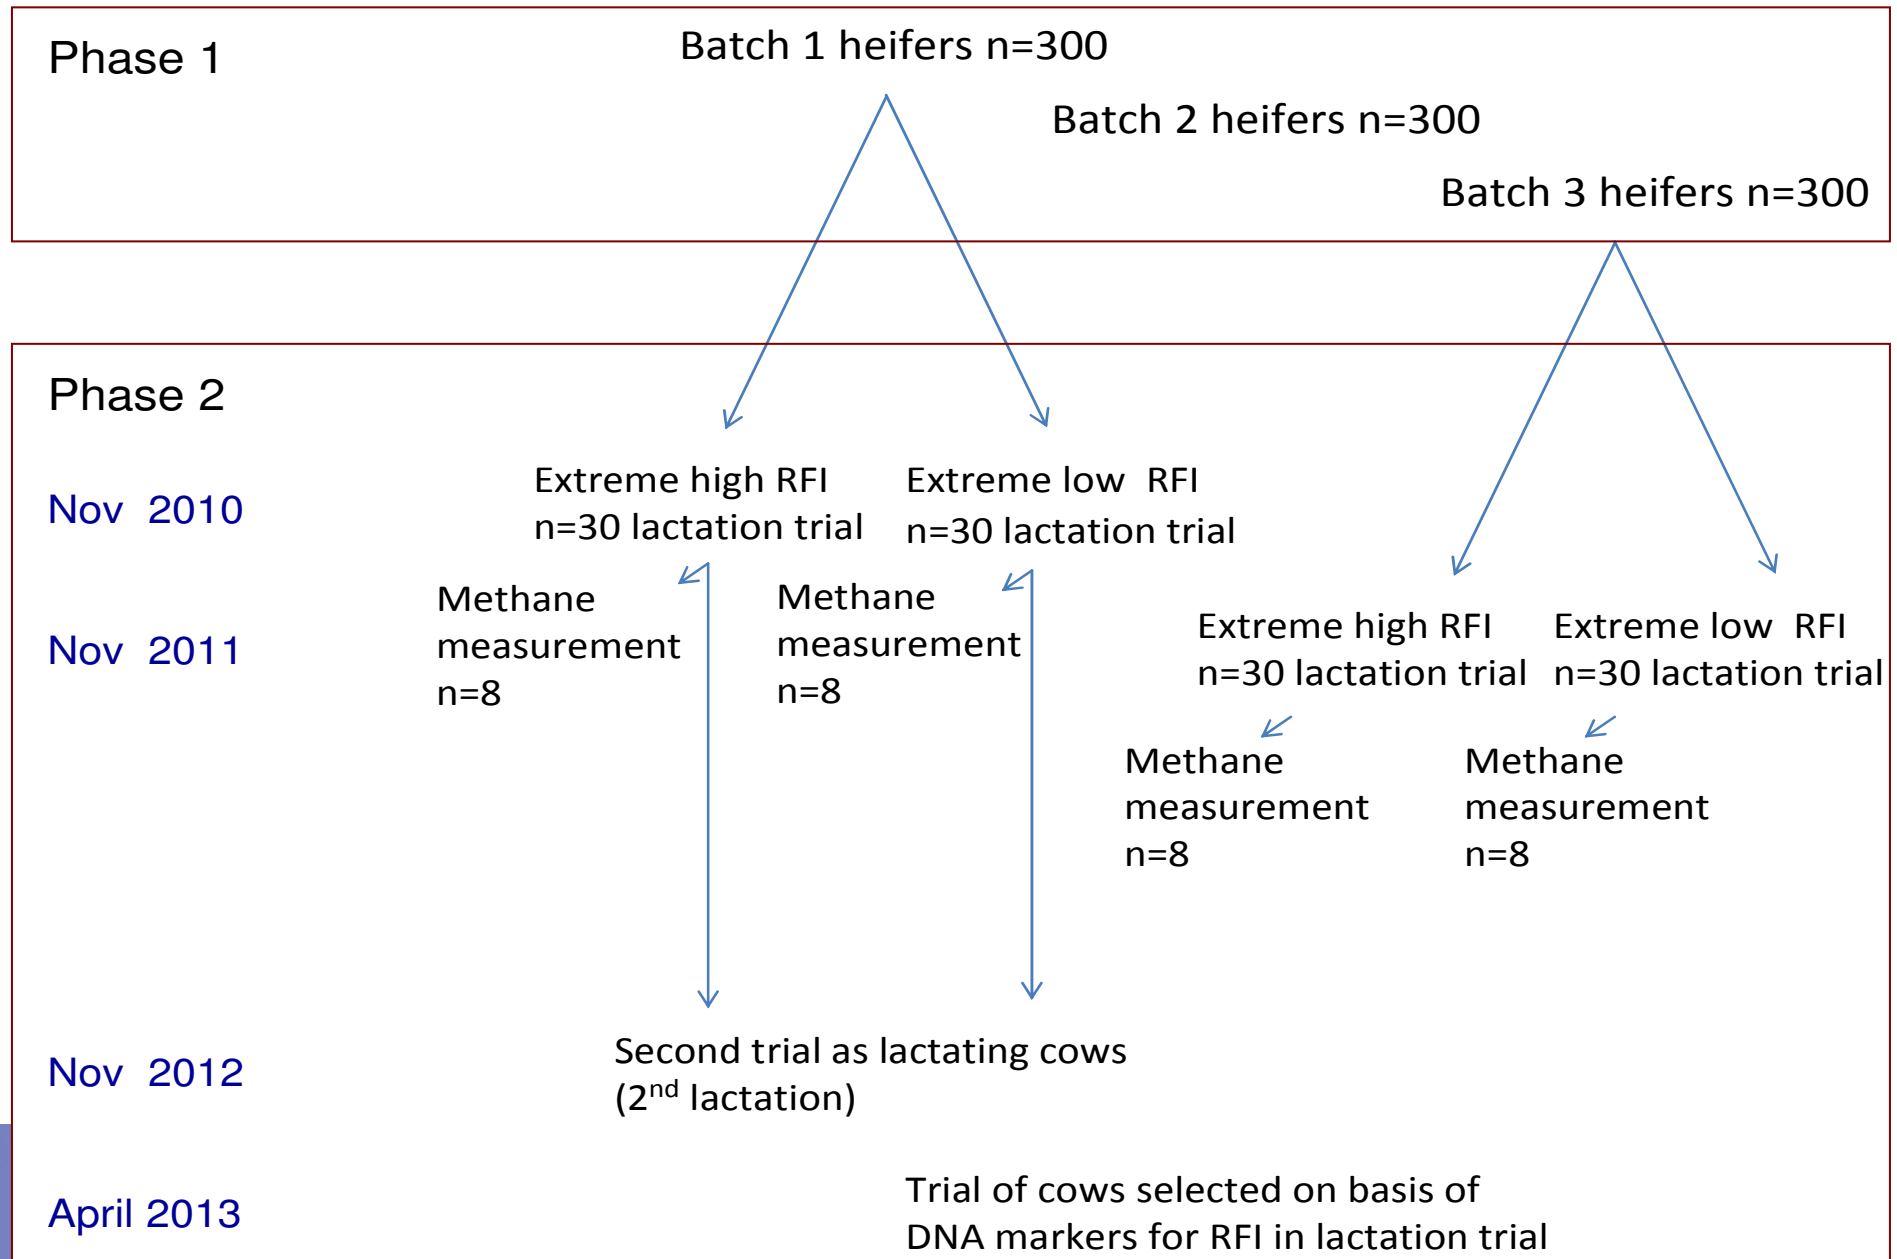 Phase 1
Batch 1 heifers n=300
Batch 2 heifers n=300
Batch 3 heifers n=300
Phase 2
Nov 2010
Extreme high RFI
n=30 lactation trial
Extreme low RFI
n=30 lactation trial
Nov 2011
Methane
measurement
n=8
Methane
measurement
n=8
Extreme high RFI
n=30 lactation trial
Extreme low RFI
n=30 lactation trial
Methane
measurement
n=8
Methane
measurement
n=8
Nov 2012
Second trial as lactating cows
(2nd lactation)
April 2013
Trial of cows selected on basis of
DNA markers for RFI in lactation trial